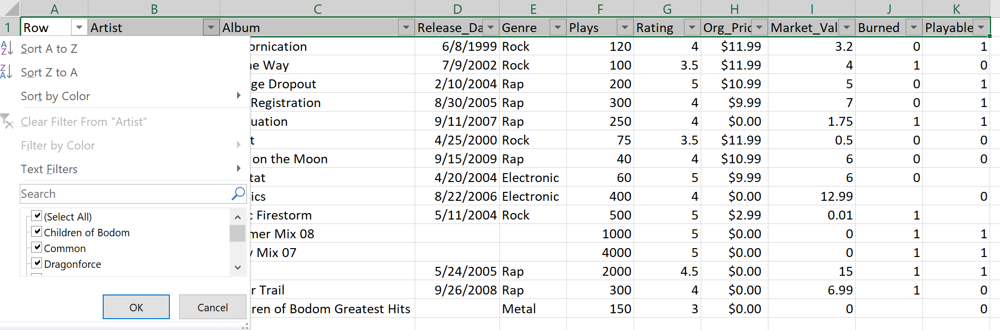 A B C D E F G H I J K
1 Row Artist Album Release_Da Genre Plays Rating Org_Pric Market_Val Burned Playable
Sort A to Z
Sort Z to A
Sort by Color
Clear Filter From "Artist"
Filter by Color
Text Filters
Search
(Select All)
Children of Bodom
Common
Dragonforce
OK Cancel
ornication 6/8/1999 Rock 120 4 $11.99 3.2 0 1
he Way 7/9/2002 Rock 100 3.5 $11.99 4 1 0
ge Dropout 2/10/2004 Rap 200 5 $10.99 5 0 1
Registration 8/30/2005 Rap 300 4 $9.99 7 0 1
uation 9/11/2007 Rap 250 4 $0.00 1.75 1 1
t 4/25/2000 Rock 75 3.5 $11.99 0.5 0 0
on the Moon 9/15/2009 Rap 40 4 $10.99 6 0 0
tat 4/20/2004 Electronic 60 5 $9.99 6 0
ics 8/22/2006 Electronic 400 4 $0.00 12.99 0
c Firestorm 5/11/2004 Rock 500 5 $2.99 0.01 1
mer Mix 08 1000 5 $0.00 0 1 1
y Mix 07 4000 5 $0.00 0 1 1
5/24/2005 Rap 2000 4.5 $0.00 15 1 1
r Trail 9/26/2008 Rap 300 4 $0.00 6.99 1 0
ren of Bodom Greatest Hits Metal 150 3 $0.00 0 0